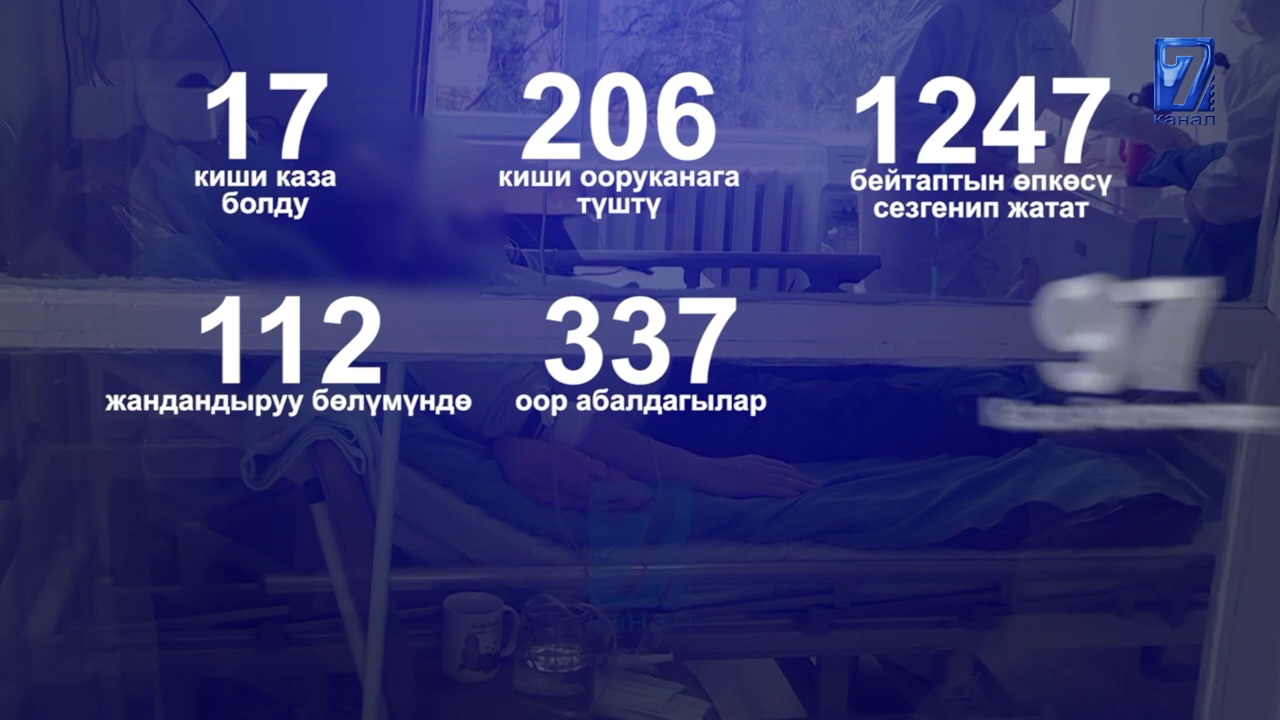 17
киши каза
болду
206
киши ооруканага
түштү
1247
бейтаптын өпкөсү
сезгенип жатат
112
жандандыруу бөлүмүндө
337
оор абалдагылар
7
канал